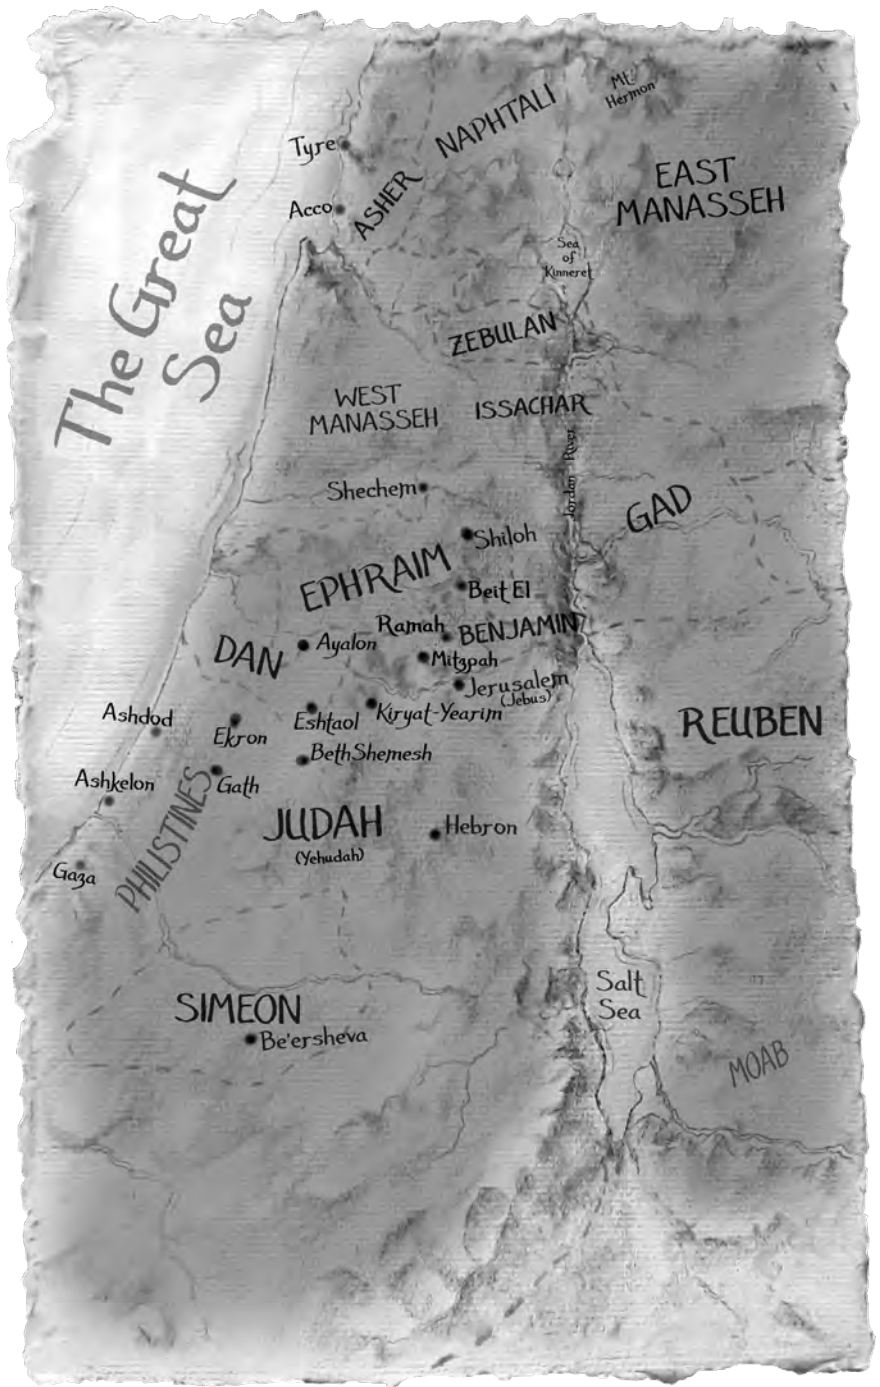 Mt.
Hermon
NAPHTALI
Tyre
EAST
MANASSEH
ASHER
Acco
The Great
Sea
Sea
of
Kinneret
ZEBULAN
WEST
MANASSEH
ISSACHAR
Jordan River
Shechem
GAD
Shiloh
EPHRAIM
Beit El
Ramah
BENJAMIN
DAN
Ayalon
Mitzpah
Jerusalem
(Jebus)
Ashdod
Ekron
Eshtaol
Kiryat-Yearim
REUBEN
Beth Shemesh
Ashkelon
Gath
PHILISTINES
JUDAH
(Yehudah)
Hebron
Gaza
Salt
Sea
SIMEON
Be'ersheva
MOAB